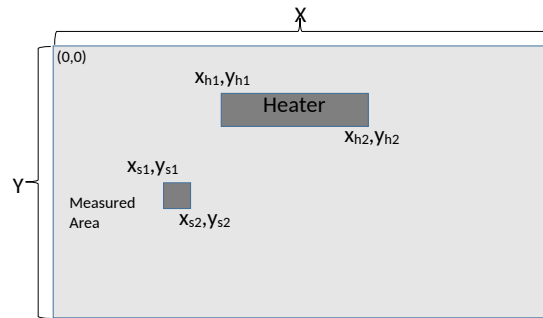 X
(0,0)
xh1,yh1
Heater
xh2,yh2
xs1,ys1
Y
Measured
Area
xs2,ys2